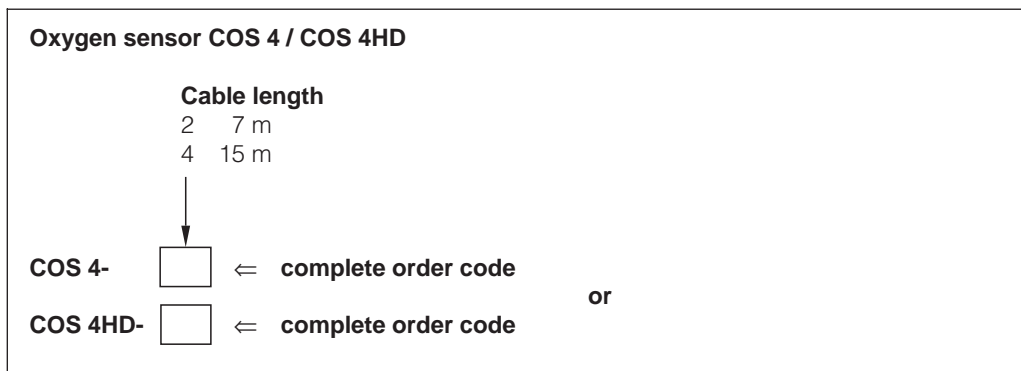 Oxygen sensor COS 4 / COS 4HD
Cable length
2 7 m
4 15 m
COS 4- ⇐ complete order code
or
COS 4HD- ⇐ complete order code